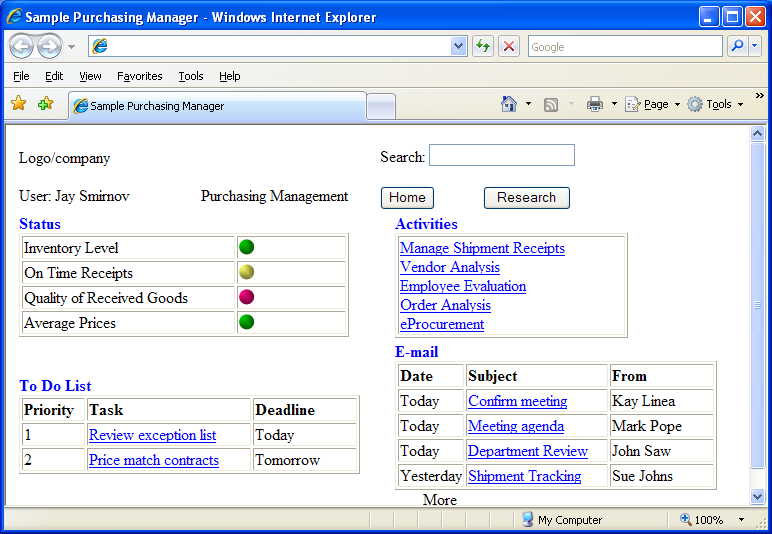 Sample Purchasing Manager - Windows Internet Explorer
Google
File Edit View Favorites Tools Help
Sample Purchasing Manager
Page Tools »
Logo/company
Search:
User: Jay Smirnov Purchasing Management Home Research
Status
Inventory Level
On Time Receipts
Quality of Received Goods
Average Prices
Activities
Manage Shipment Receipts
Vendor Analysis
Employee Evaluation
Order Analysis
eProcurement
To Do List
Priority Task Deadline
1 Review exception list Today
2 Price match contracts Tomorrow
E-mail
Date Subject From
Today Confirm meeting Kay Linea
Today Meeting agenda Mark Pope
Today Department Review John Saw
Yesterday Shipment Tracking Sue Johns
More
My Computer 100%